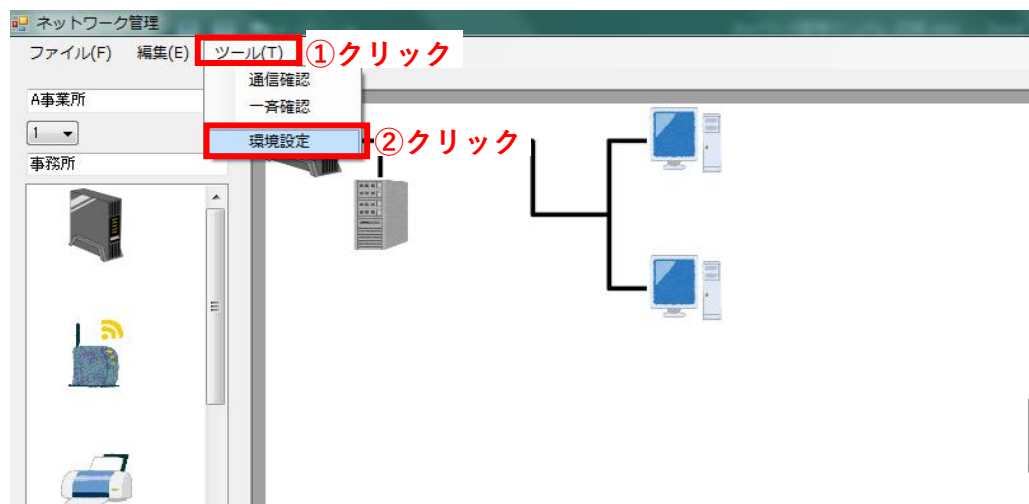 ネットワーク管理
ファイル(F) 編集(E) ツール(T) ①クリック
通信確認
一斉確認
環境設定 ②クリック
A事業所
1
事務所